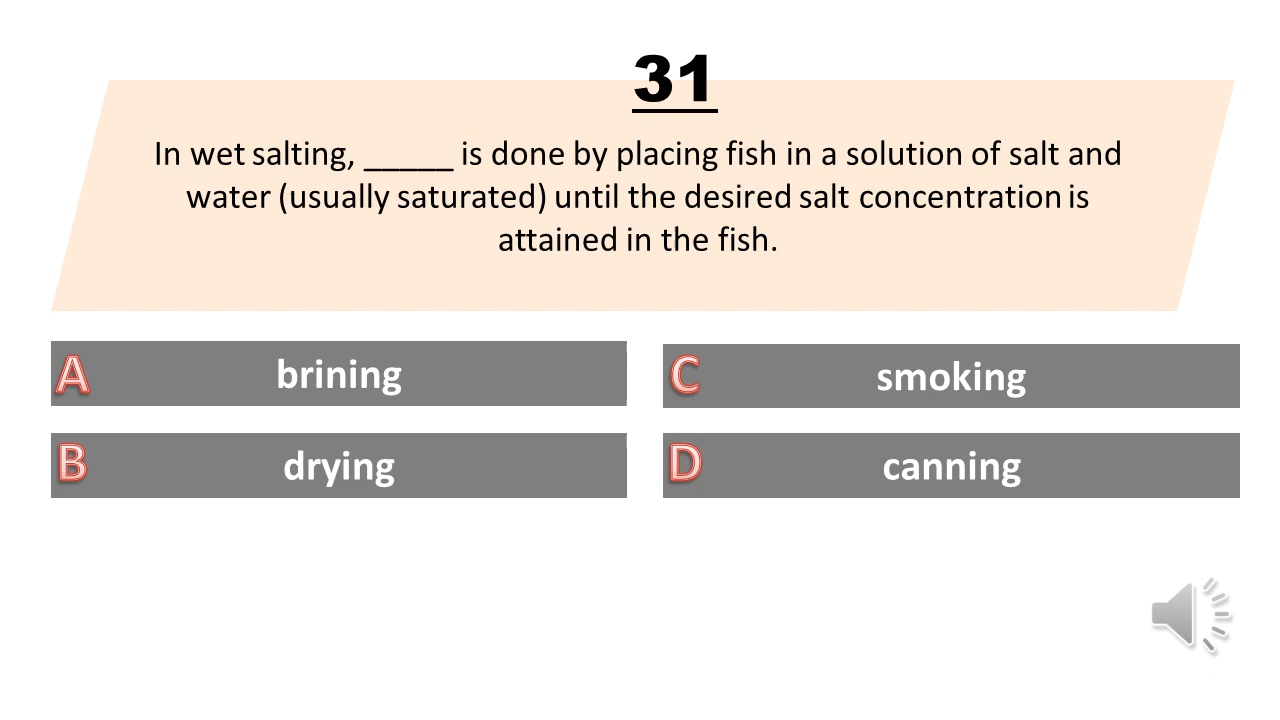 31
In wet salting, _____ is done by placing fish in a solution of salt and
water (usually saturated) until the desired salt concentration is
attained in the fish.
A brining
B drying
C smoking
D canning